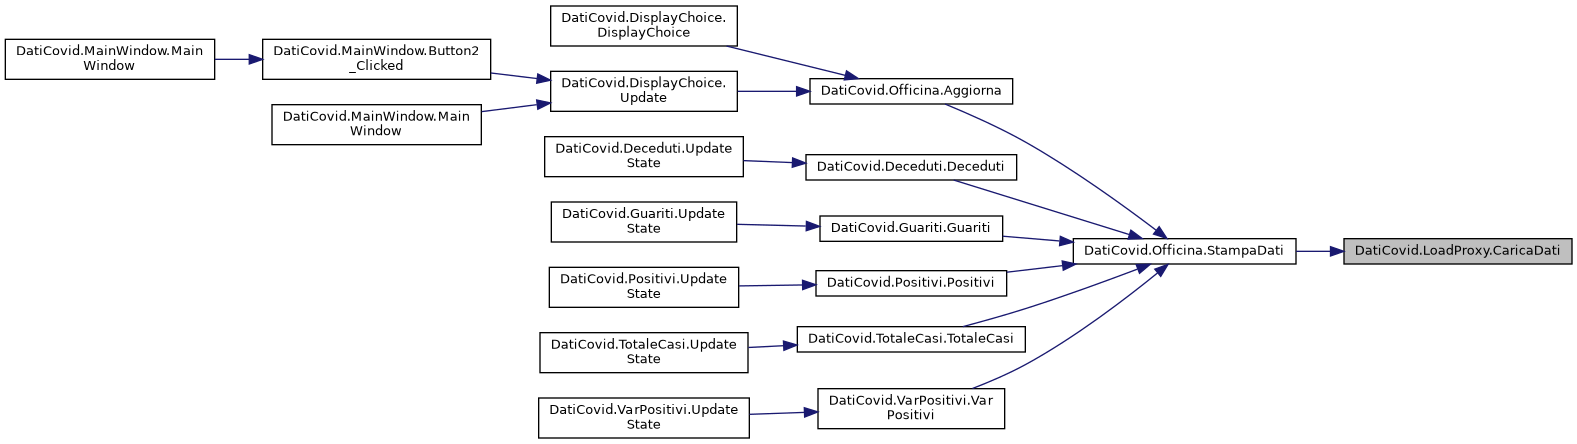 DatiCovid.MainWindow.Main
Window
DatiCovid.MainWindow.Button2
_Clicked
DatiCovid.MainWindow.Main
Window
DatiCovid.DisplayChoice.
DisplayChoice
DatiCovid.DisplayChoice.
Update
DatiCovid.Deceduti.Update
State
DatiCovid.Guariti.Update
State
DatiCovid.Positivi.Update
State
DatiCovid.TotaleCasi.Update
State
DatiCovid.VarPositivi.Update
State
DatiCovid.Officina.Aggiorna
DatiCovid.Deceduti.Deceduti
DatiCovid.Guariti.Guariti
DatiCovid.Positivi.Positivi
DatiCovid.TotaleCasi.TotaleCasi
DatiCovid.VarPositivi.Var
Positivi
DatiCovid.Officina.StampaDati
DatiCovid.LoadProxy.CaricaDati